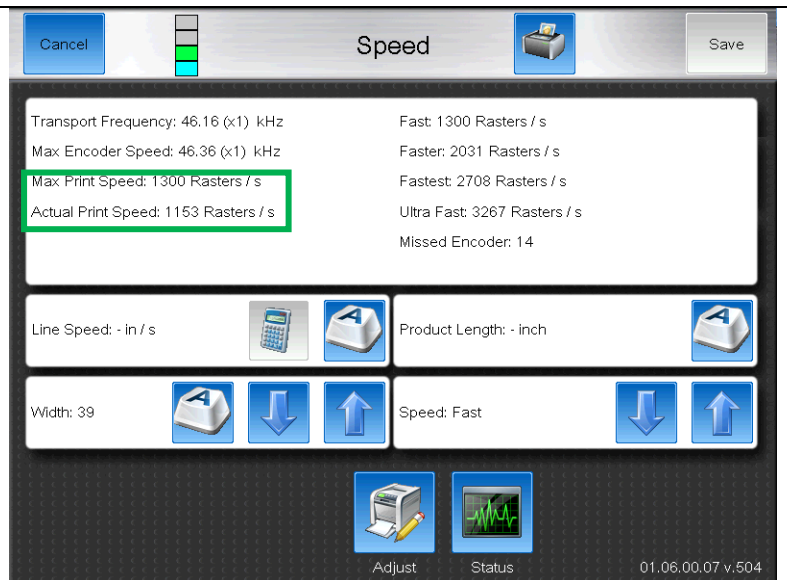 Cancel
Speed
Save
Transport Frequency: 46.16 (x1) kHz
Max Encoder Speed: 46.36 (x1) kHz
Max Print Speed: 1300 Rasters / s
Actual Print Speed: 1153 Rasters / s
Fast: 1300 Rasters / s
Faster: 2031 Rasters / s
Fastest: 2708 Rasters / s
Ultra Fast: 3267 Rasters / s
Missed Encoder: 14
Line Speed: - in / s
A
Product Length: - inch
A
Width: 39
A
Speed: Fast
Adjust
Status
01.06.00.07 v.504